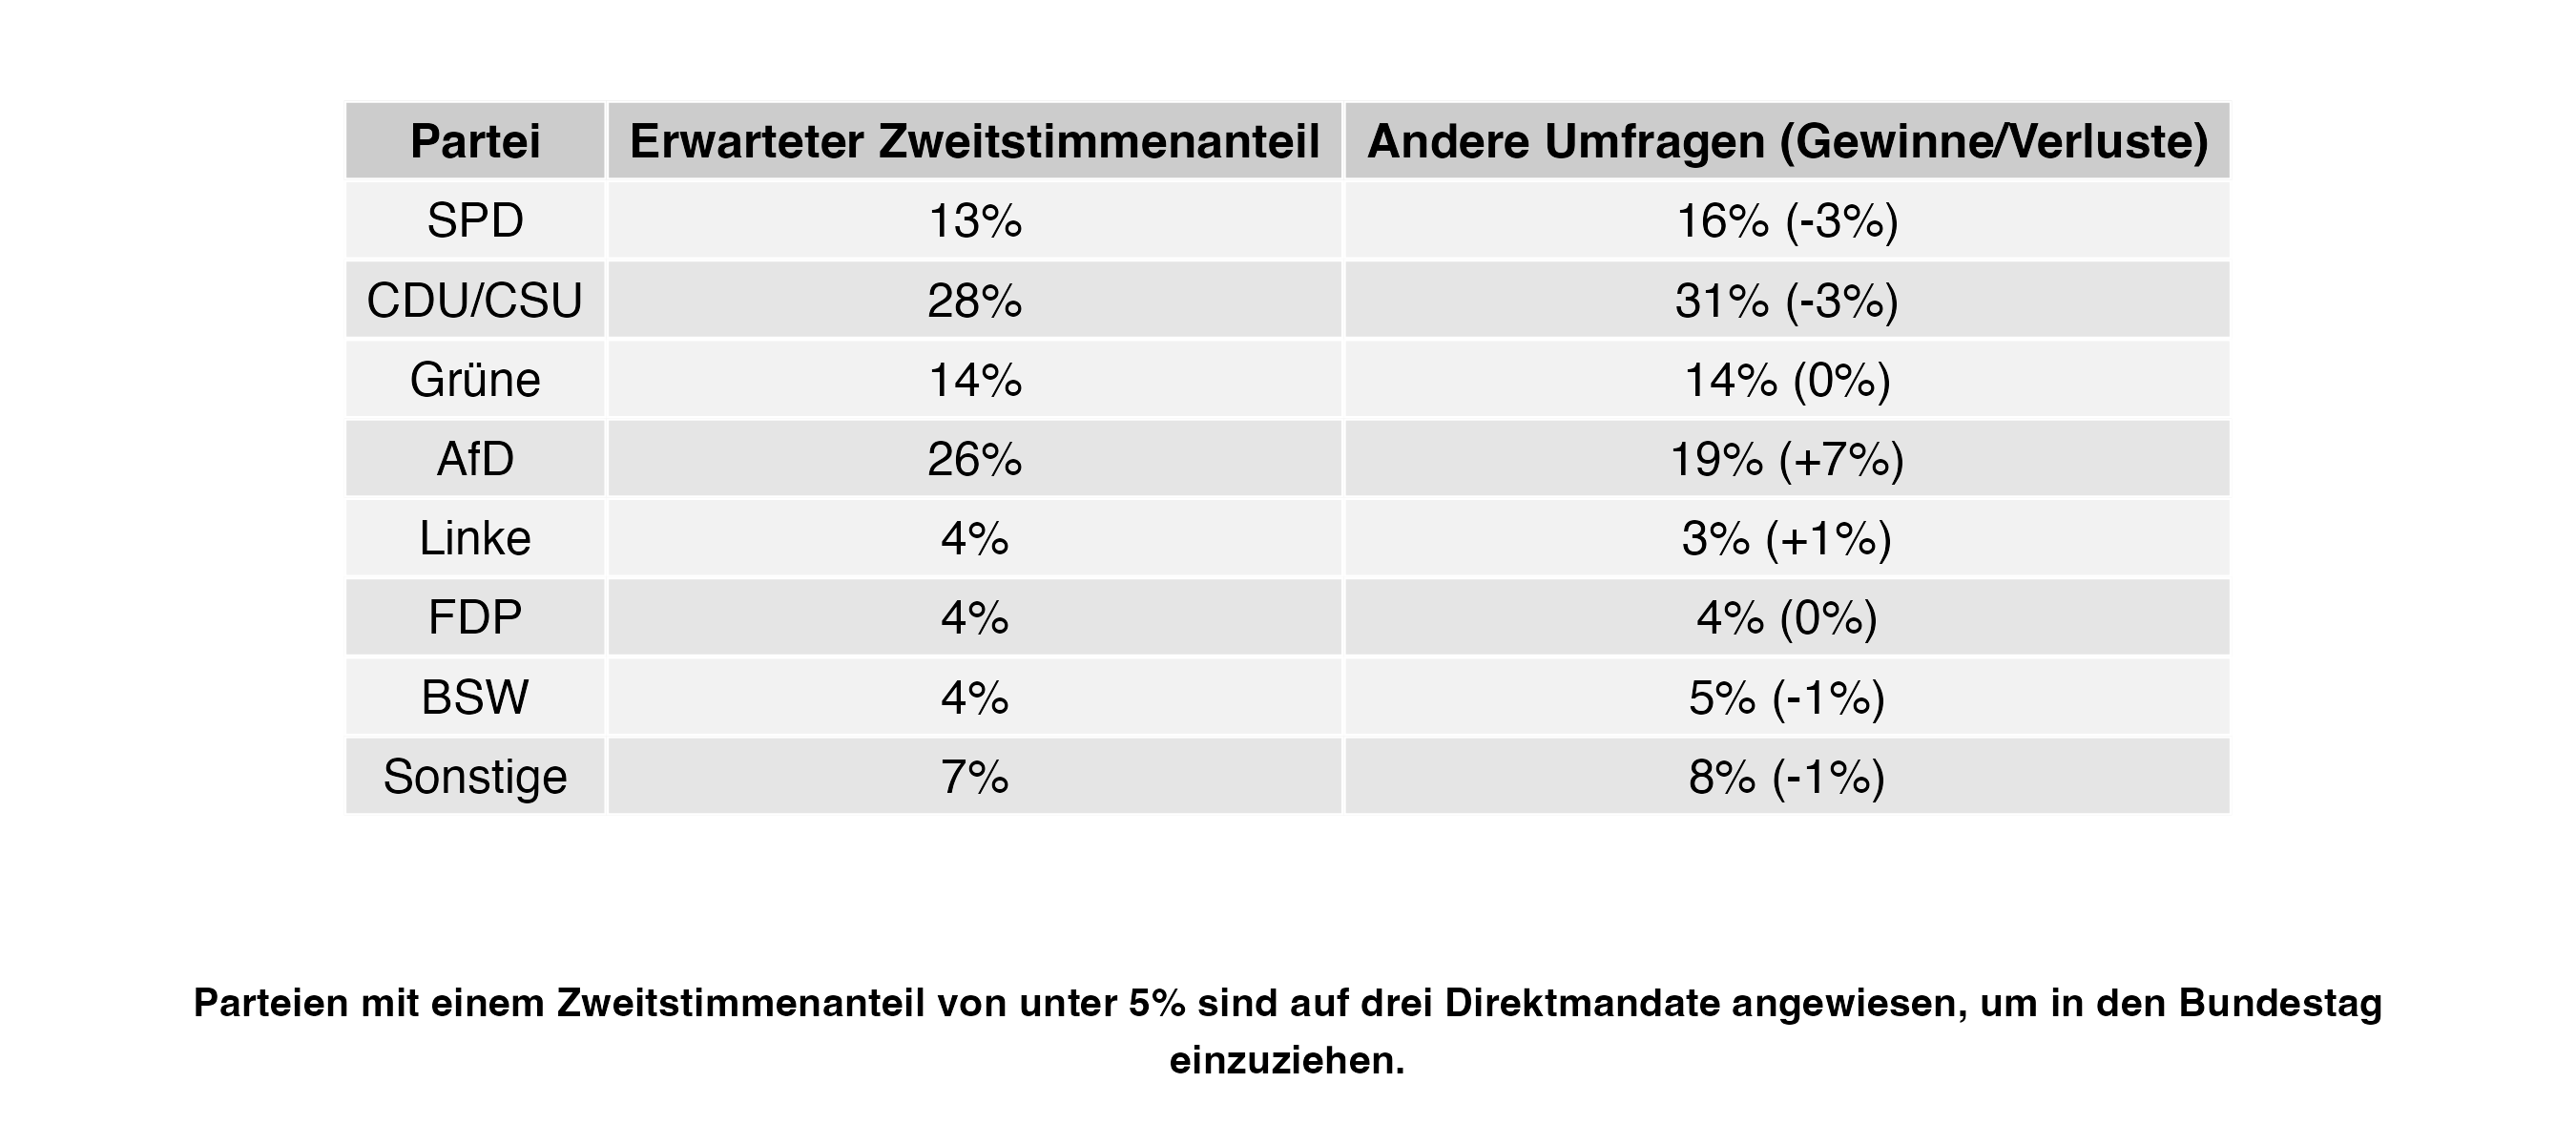 Partei Erwarteter Zweitstimmenanteil Andere Umfragen (Gewinne/Verluste)
SPD 13% 16% (-3%)
CDU/CSU 28% 31% (-3%)
Grüne 14% 14% (0%)
AfD 26% 19% (+7%)
Linke 4% 3% (+1%)
FDP 4% 4% (0%)
BSW 4% 5% (-1%)
Sonstige 7% 8% (-1%)
Parteien mit einem Zweitstimmenanteil von unter 5% sind auf drei Direktmandate angewiesen, um in den Bundestag
einzuziehen.